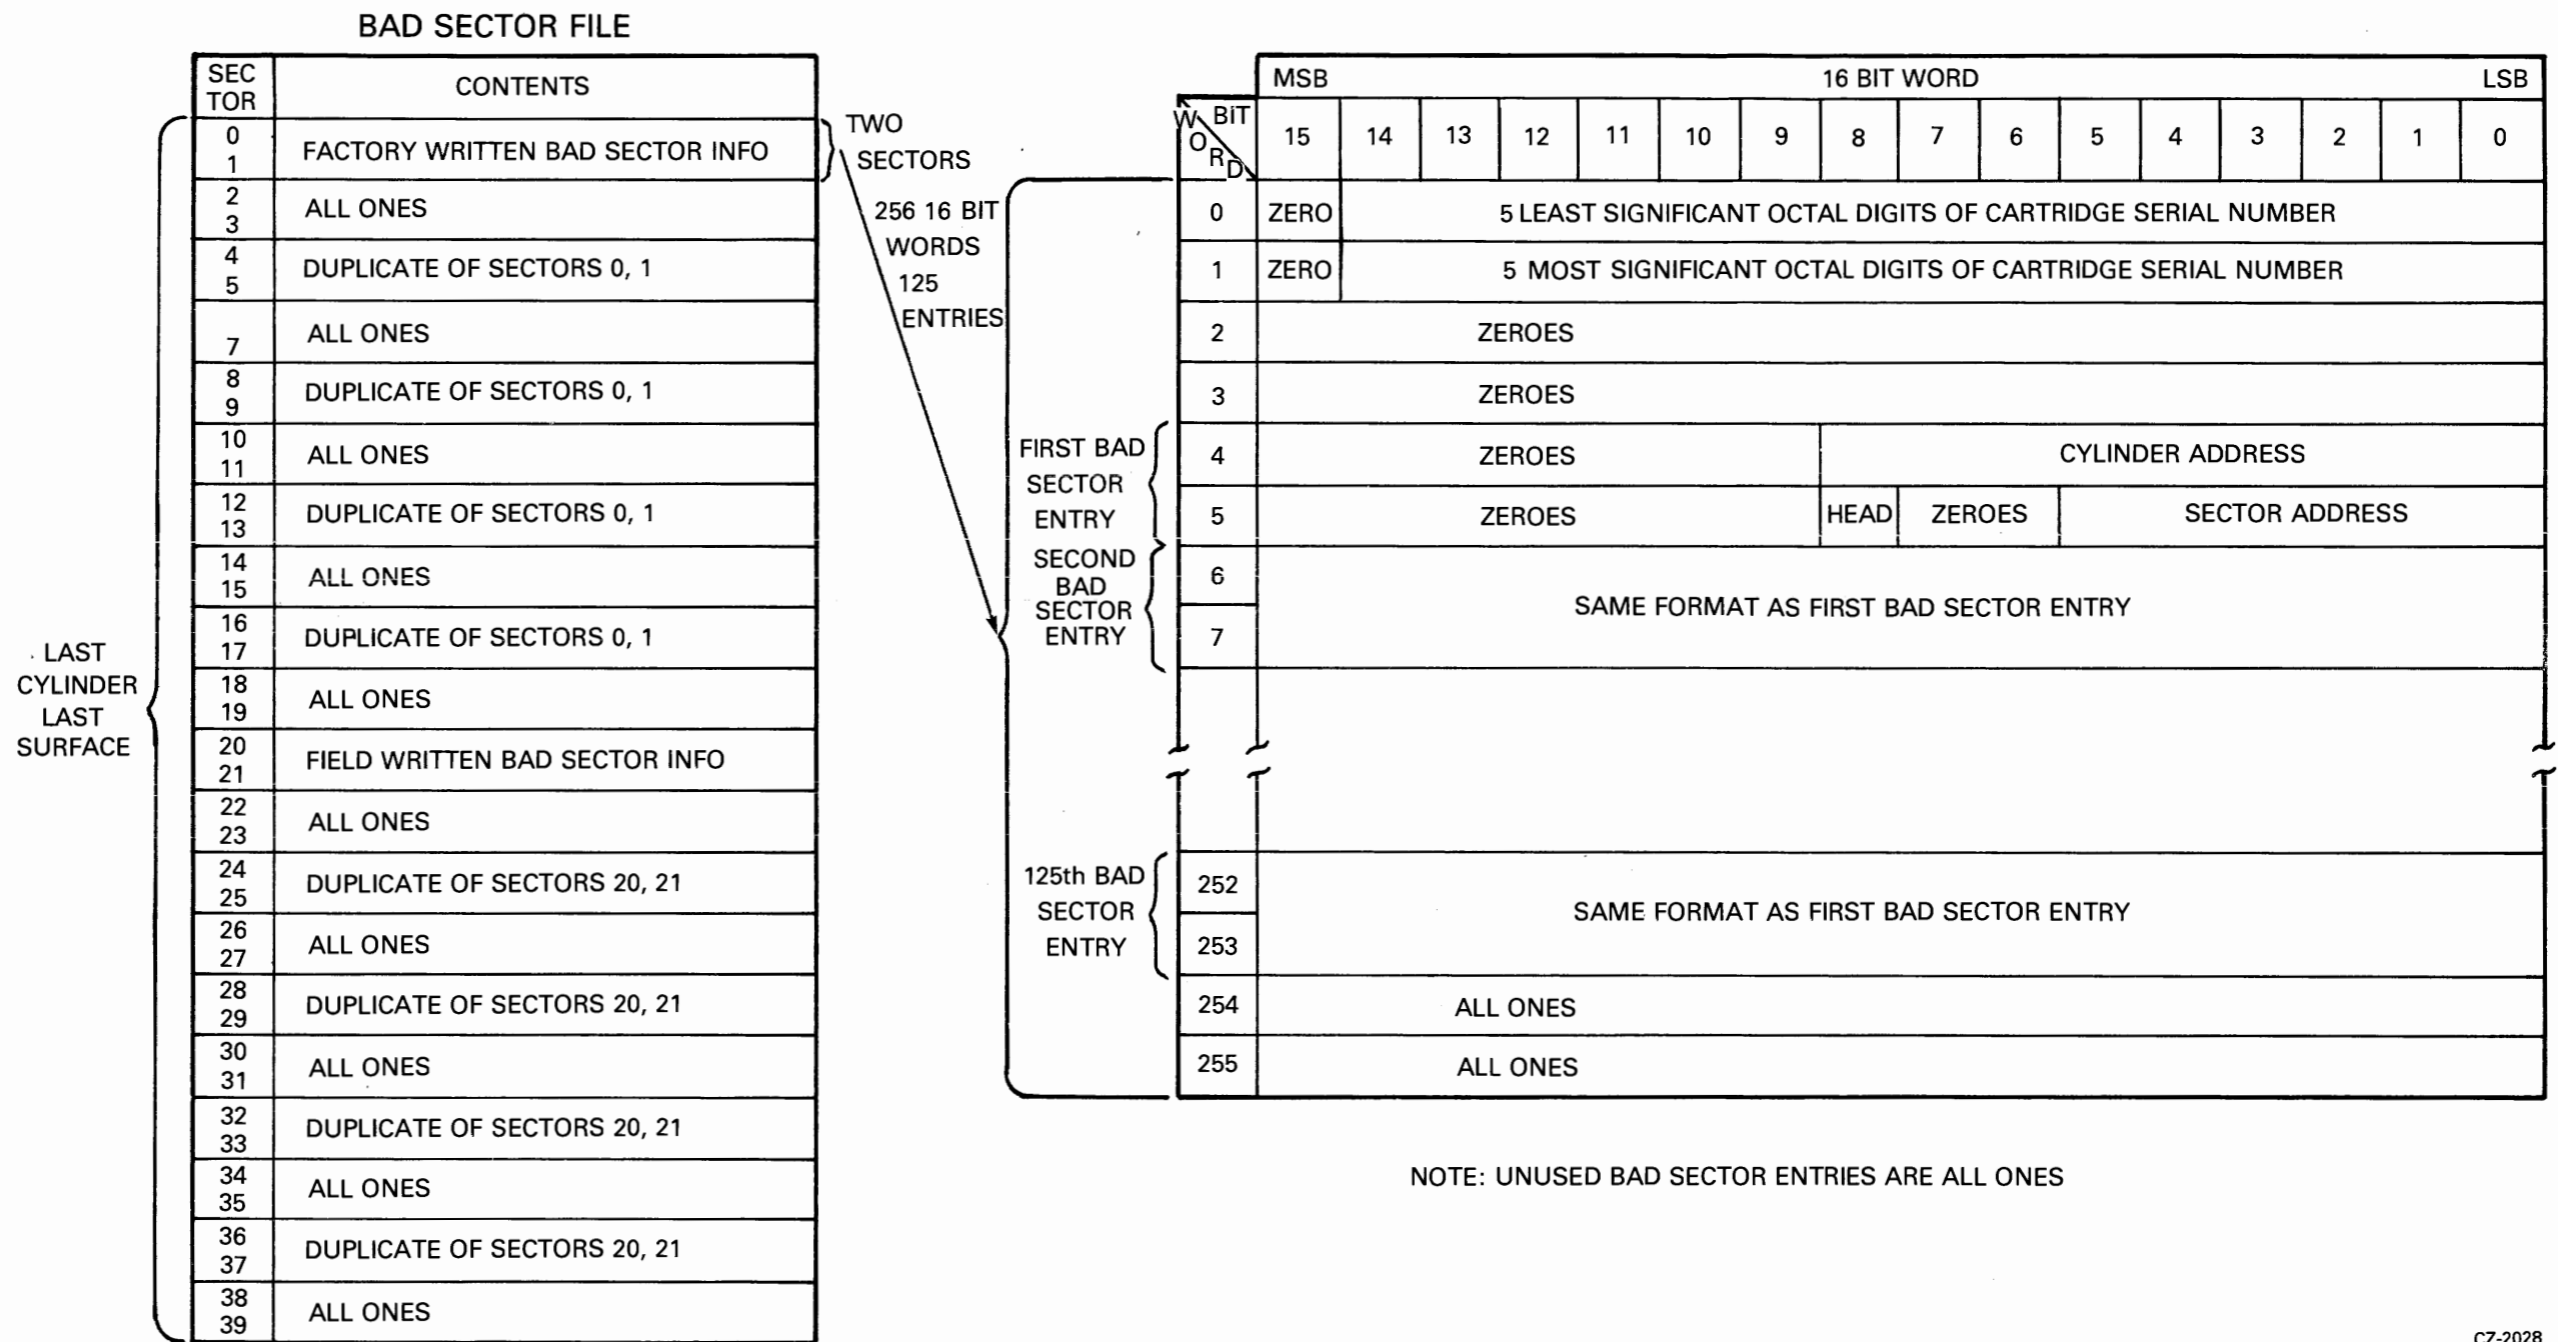 BAD SECTOR FILE
SEC
TOR
CONTENTS
0
1
FACTORY WRITTEN BAD SECTOR INFO
2
3
ALL ONES
4
5
DUPLICATE OF SECTORS 0, 1
7
ALL ONES
8
9
DUPLICATE OF SECTORS 0, 1
10
11
ALL ONES
12
13
DUPLICATE OF SECTORS 0, 1
14
15
ALL ONES
16
17
DUPLICATE OF SECTORS 0, 1
18
19
ALL ONES
20
21
FIELD WRITTEN BAD SECTOR INFO
22
23
ALL ONES
24
25
DUPLICATE OF SECTORS 20, 21
26
27
ALL ONES
28
29
DUPLICATE OF SECTORS 20, 21
30
31
ALL ONES
32
33
DUPLICATE OF SECTORS 20, 21
34
35
ALL ONES
36
37
DUPLICATE OF SECTORS 20, 21
38
39
ALL ONES
LAST
CYLINDER
LAST
SURFACE
TWO
SECTORS
256 16 BIT
WORDS
125
ENTRIES
MSB 16 BIT WORD LSB
WORD BIT 15 14 13 12 11 10 9 8 7 6 5 4 3 2 1 0
0 ZERO 5 LEAST SIGNIFICANT OCTAL DIGITS OF CARTRIDGE SERIAL NUMBER
1 ZERO 5 MOST SIGNIFICANT OCTAL DIGITS OF CARTRIDGE SERIAL NUMBER
2 ZEROES
3 ZEROES
FIRST BAD
SECTOR
ENTRY
4 ZEROES CYLINDER ADDRESS
5 ZEROES HEAD ZEROES SECTOR ADDRESS
SECOND
BAD
SECTOR
ENTRY
6
7
SAME FORMAT AS FIRST BAD SECTOR ENTRY
125th BAD
SECTOR
ENTRY
252
253
SAME FORMAT AS FIRST BAD SECTOR ENTRY
254 ALL ONES
255 ALL ONES
NOTE: UNUSED BAD SECTOR ENTRIES ARE ALL ONES
CZ-2028